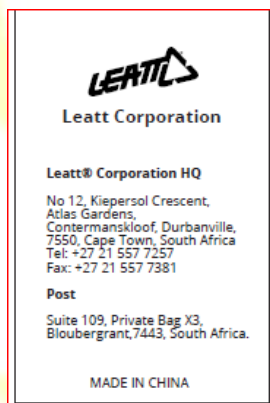 LEATT
Leatt Corporation
Leatt® Corporation HQ
No 12, Kiepersol Crescent,
Atlas Gardens,
Contermanskloof, Durbanville,
7550, Cape Town, South Africa
Tel: +27 21 557 7257
Fax: +27 21 557 7381
Post
Suite 109, Private Bag X3,
Bloubergrant,7443, South Africa.
MADE IN CHINA